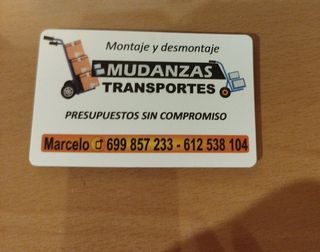 Montaje y desmontaje
MUDANZAS
TRANSPORTES
PRESUPUESTOS SIN COMPROMISO
Marcelo 699 857 233 - 612 538 104